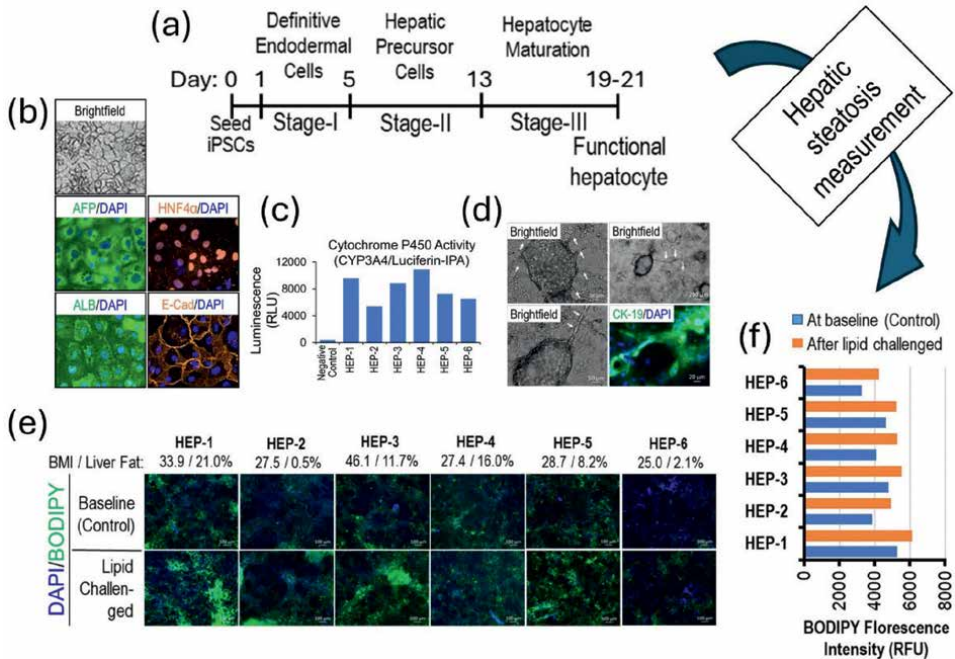 (a)
Definitive
Endodermal
Cells
Hepatic
Precursor
Cells
Hepatocyte
Maturation
Day: 0 1 5 13 19-21
Seed
iPSCs
Stage-I
Stage-II
Stage-III
Functional
hepatocyte
Hepatic
steatosis
measurement
(b)
Brightfield
AFP/DAPI
HNF4α/DAPI
ALB/DAPI
E-Cad/DAPI
(c)
Cytochrome P450 Activity
(CYP3A4/Luciferin-IPA)
Luminescence
(RLU)
12000
8000
4000
0
Negative
Control
HEP-1
HEP-2
HEP-3
HEP-4
HEP-5
HEP-6
(d)
Brightfield
Brightfield
Brightfield
CK-19/DAPI
20 μm
(e)
HEP-1 HEP-2 HEP-3 HEP-4 HEP-5 HEP-6
BMI / Liver Fat: 33.9 / 21.0% 27.5 / 0.5% 46.1 / 11.7% 27.4 / 16.0% 28.7 / 8.2% 25.0 / 2.1%
DAPI/BODIPY
Baseline
(Control)
Lipid
Challen-
ged
(f)
At baseline (Control)
After lipid challenged
HEP-6
HEP-5
HEP-4
HEP-3
HEP-2
HEP-1
0 2000 4000 6000 8000
BODIPY Florescence
Intensity (RFU)